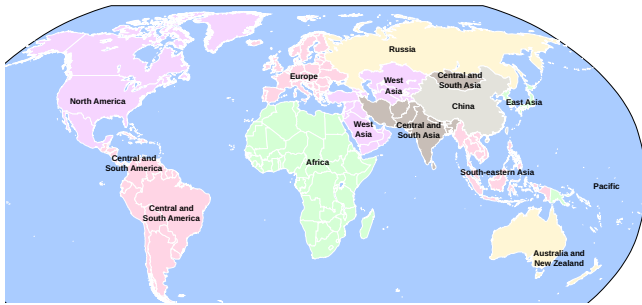 Russia
Europe
West
Asia
Central and
South Asia
North America
China
East Asia
West
Asia
Central and
South Asia
Central and
South America
Africa
South-eastern Asia
Pacific
Central and
South America
Australia and
New Zealand